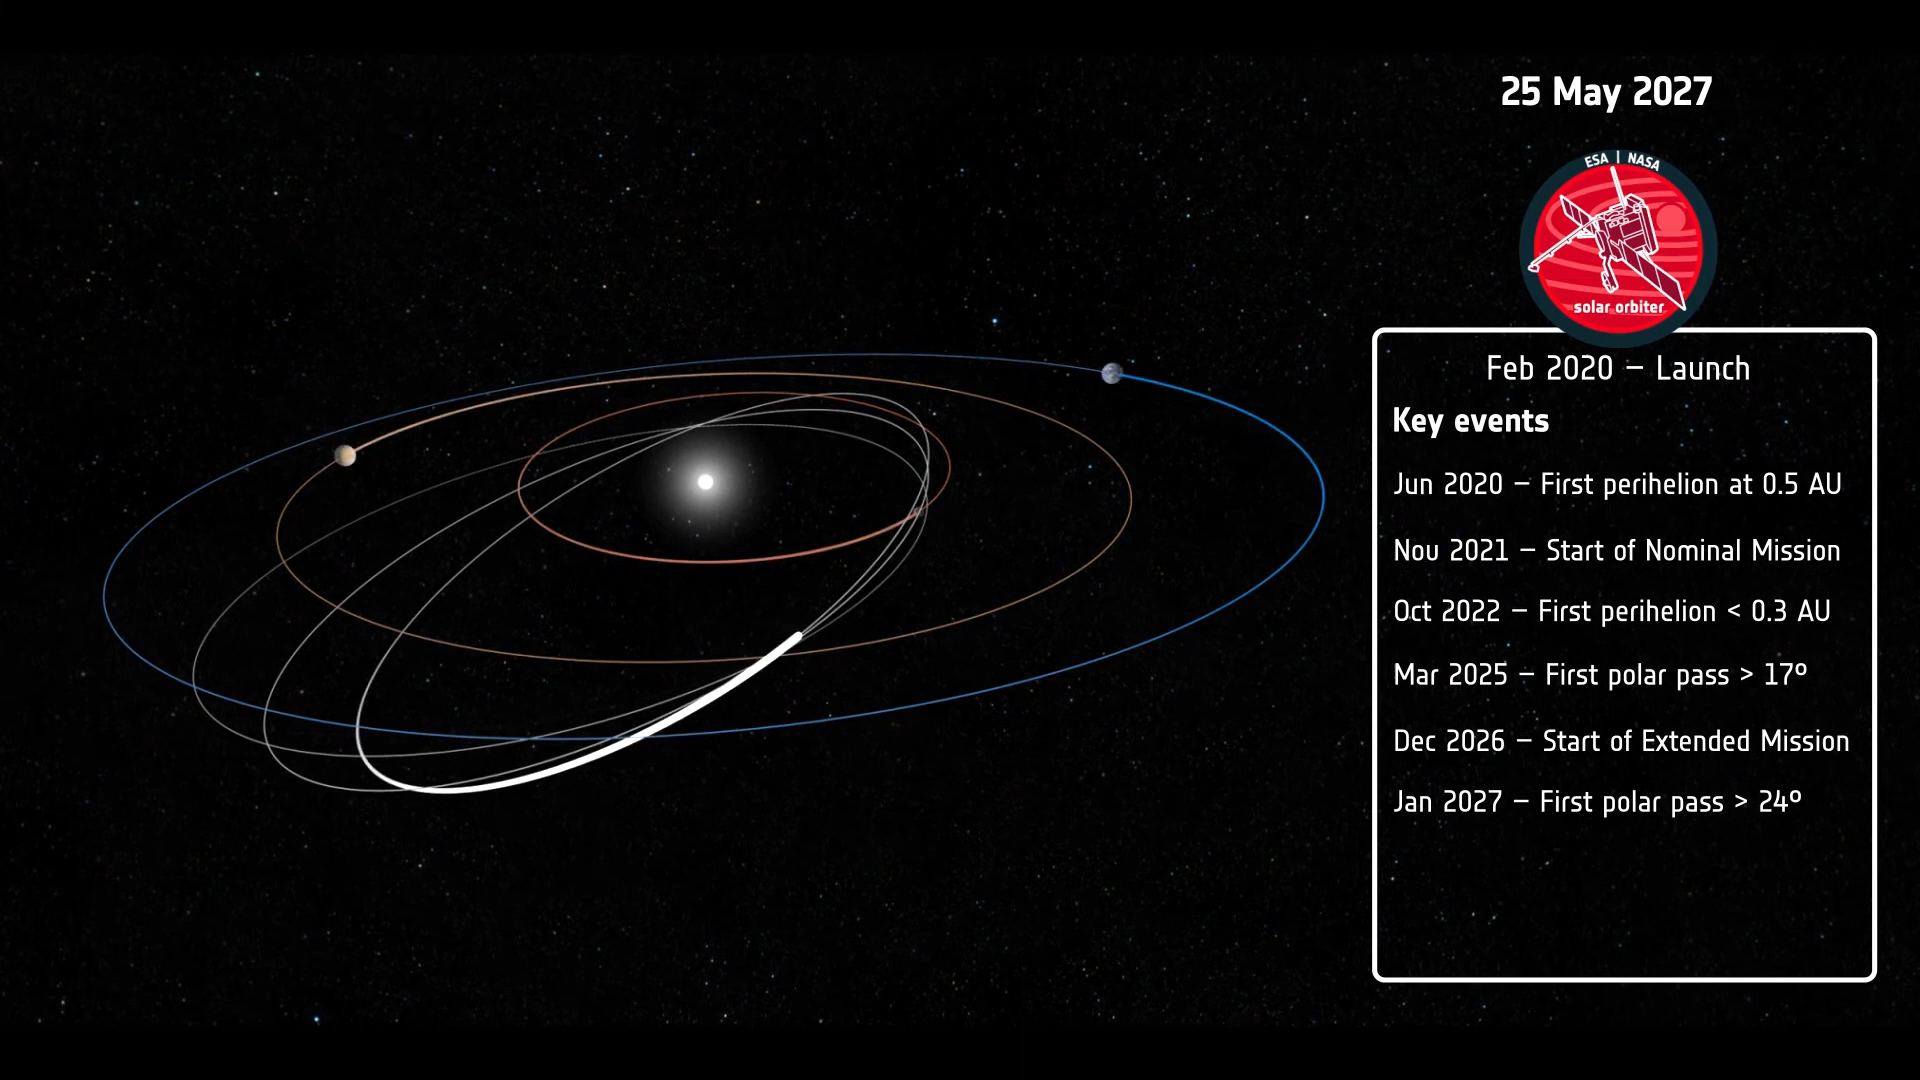 25 May 2027
ESA | NASA
solar orbiter
Feb 2020 – Launch
Key events
Jun 2020 – First perihelion at 0.5 AU
Nov 2021 – Start of Nominal Mission
Oct 2022 – First perihelion < 0.3 AU
Mar 2025 – First polar pass > 17º
Dec 2026 – Start of Extended Mission
Jan 2027 – First polar pass > 24º